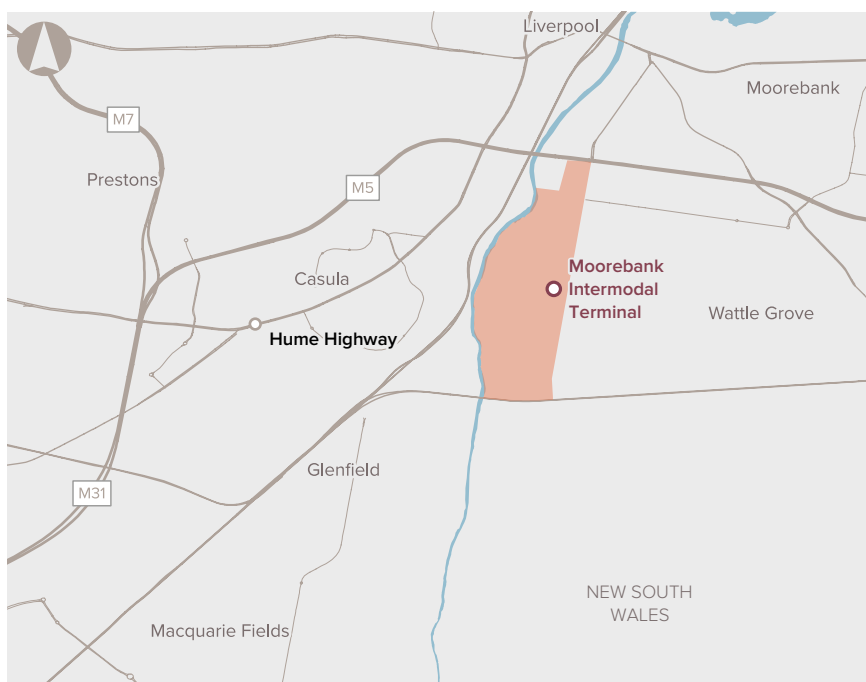 Liverpool
Moorebank
M7
Prestons
M5
Casula
Moorebank
Intermodal
Terminal
Wattle Grove
Hume Highway
Glenfield
M31
NEW SOUTH
WALES
Macquarie Fields